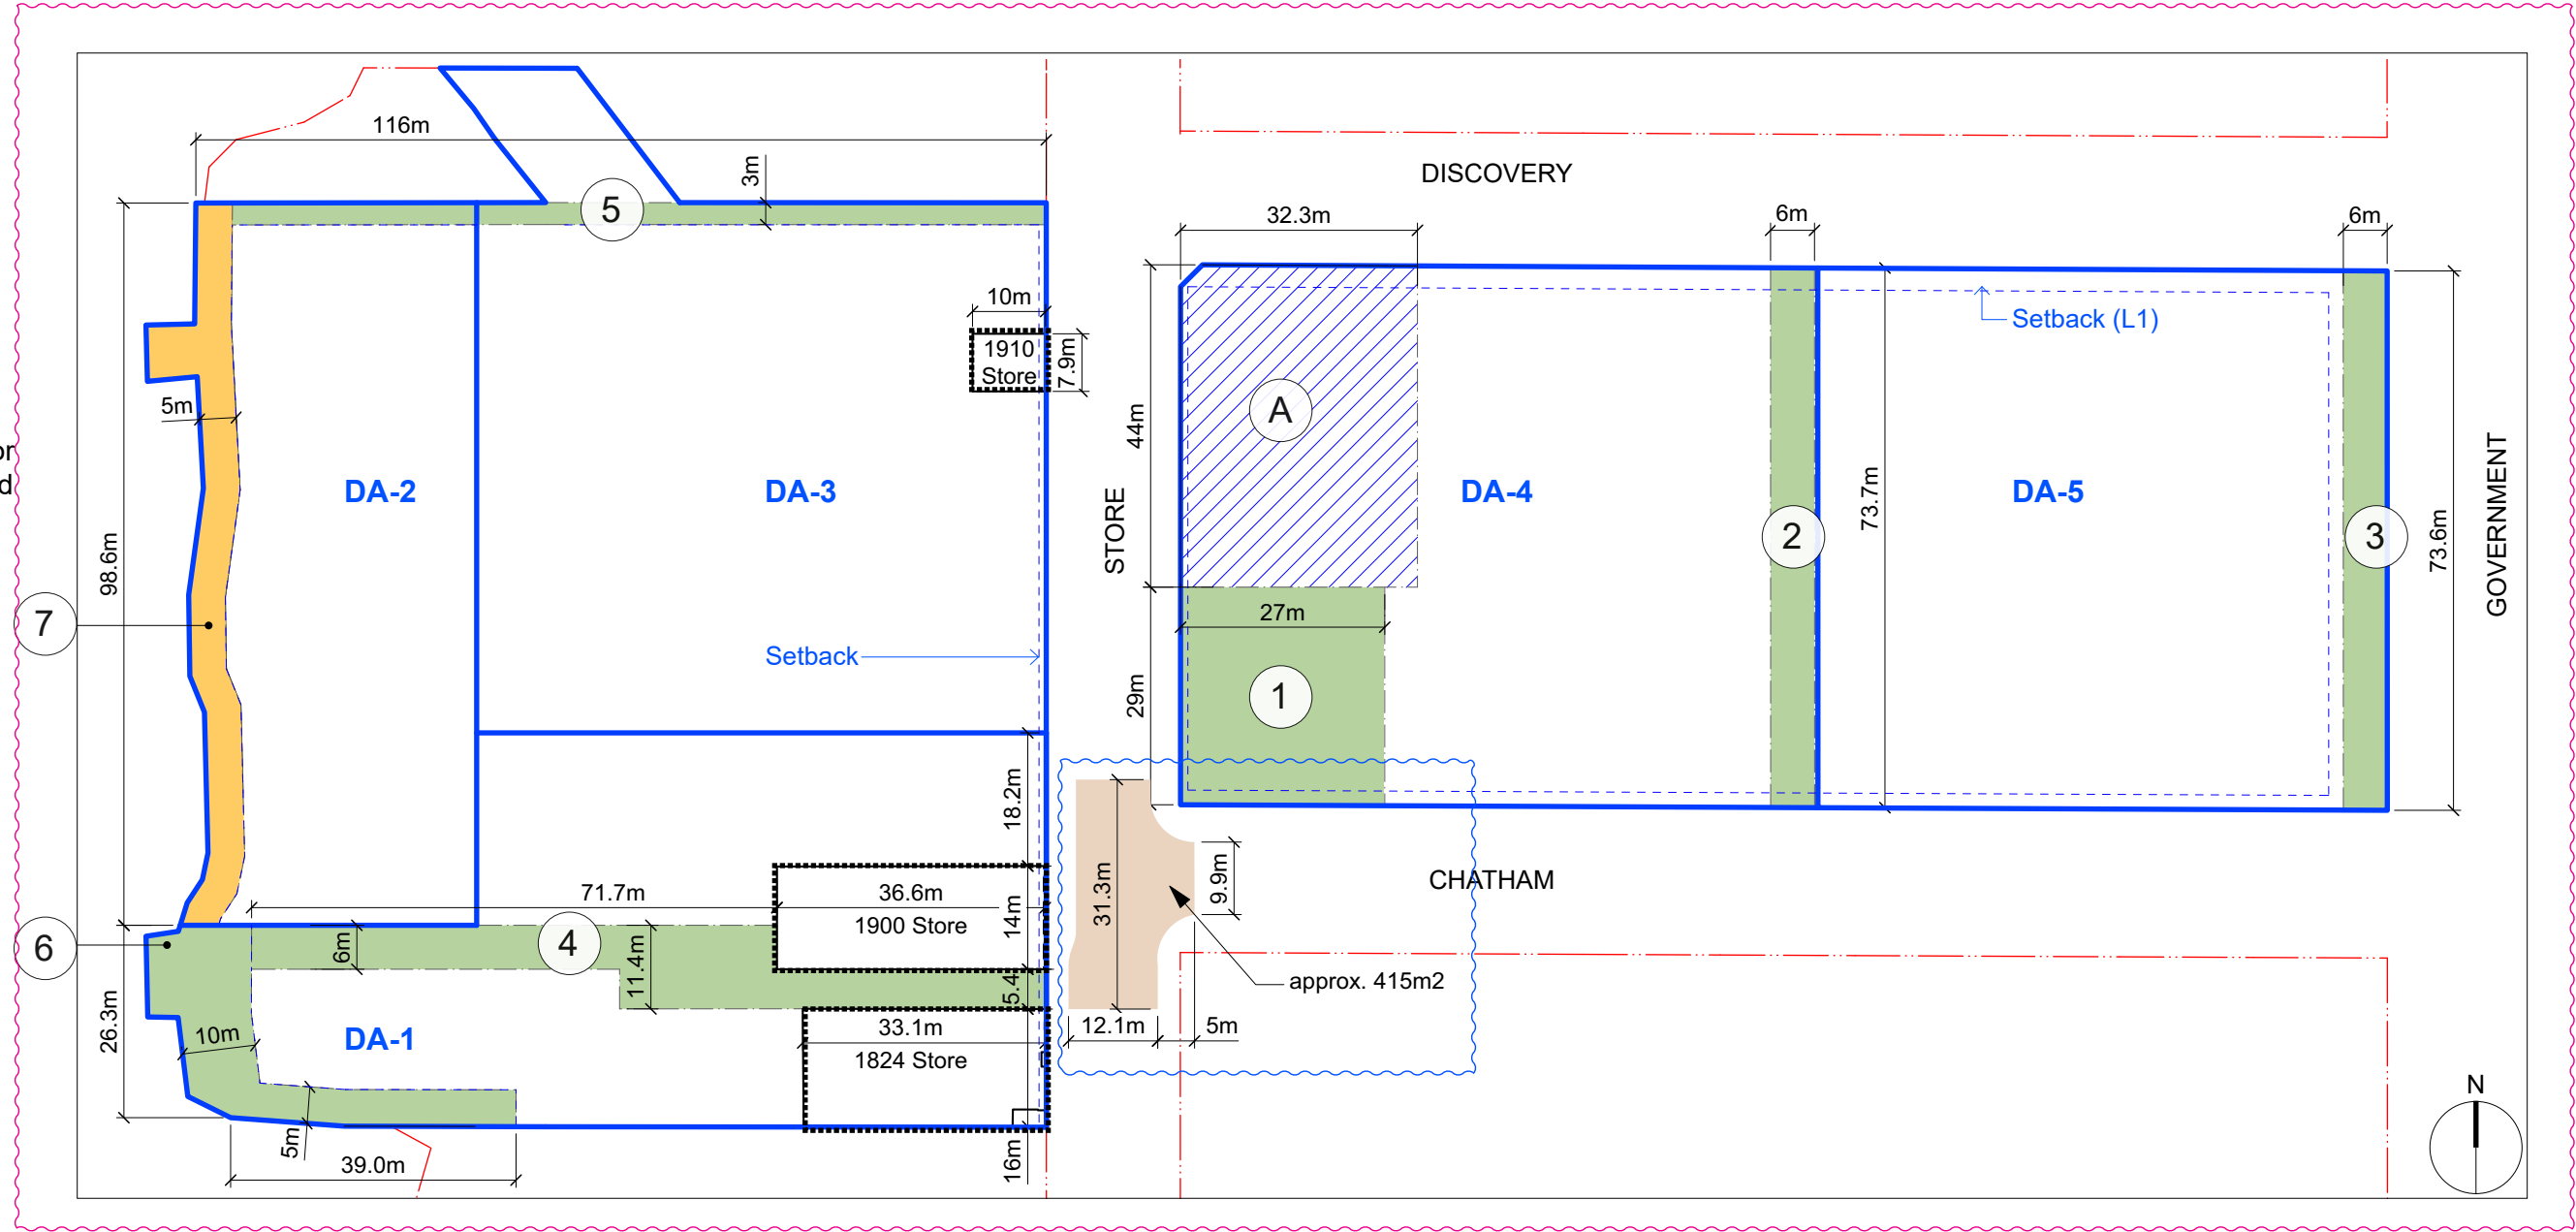 116m
3m
DISCOVERY
5
32.3m
6m
6m
10m
Setback (L1)
1910
Store
7.9m
5m
A
44m
or
d
DA-2
DA-3
STORE
DA-4
73.7m
DA-5
GOVERNMENT
2
3
73.6m
98.6m
27m
7
Setback
1
29m
18.2m
71.7m
36.6m
1900 Store
14m
31.3m
9.9m
CHATHAM
6
4
6m
11.4m
5.4
approx. 415m2
26.3m
10m
DA-1
33.1m
1824 Store
12.1m
5m
N
5m
39.0m
16m